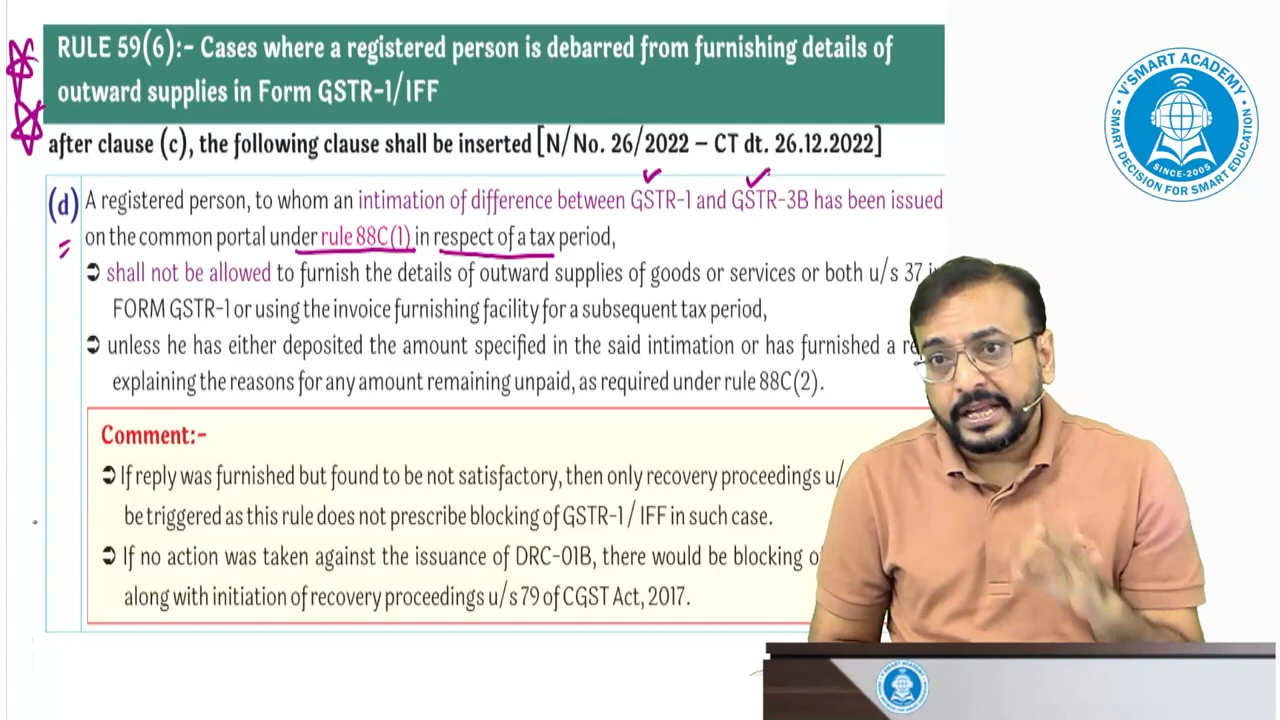 RULE 59(6):- Cases where a registered person is debarred from furnishing details of
outward supplies in Form GSTR-1/IFF
after clause (c), the following clause shall be inserted [N/No. 26/2022 – CT dt. 26.12.2022]
(d) A registered person, to whom an intimation of difference between GSTR-1 and GSTR-3B has been issued
on the common portal under rule 88C(1) in respect of a tax period,
➲ shall not be allowed to furnish the details of outward supplies of goods or services or both u/s 37
FORM GSTR-1 or using the invoice furnishing facility for a subsequent tax period,
➲ unless he has either deposited the amount specified in the said intimation or has furnished a
explaining the reasons for any amount remaining unpaid, as required under rule 88C(2).
Comment:-
➲ If reply was furnished but found to be not satisfactory, then only recovery proceedings u/
be triggered as this rule does not prescribe blocking of GSTR-1 / IFF in such case.
➲ If no action was taken against the issuance of DRC-01B, there would be blocking
along with initiation of recovery proceedings u/s 79 of CGST Act, 2017.
V'SMART ACADEMY
SINCE-2005
SMART DECISION FOR SMART EDUCATION